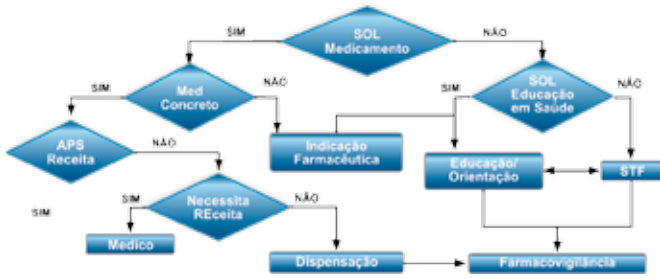 SIM
SOL
Medicamento
NÃO
SIM
Med
Concreto
NÃO
SIM
SOL
Educação
em Saúde
NÃO
APS
Receita
NÃO
Indicação
Farmacêutica
Educação/
Orientação
STF
SIM
SIM
Necessita
REceita
NÃO
Medico
Dispensação
Farmacovigilância